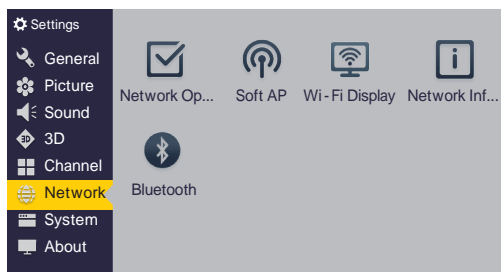 Settings
General
Picture
Sound
3D
Channel
Network
System
About
Network Op...
Soft AP
Wi-Fi Display
Network Inf...
Bluetooth